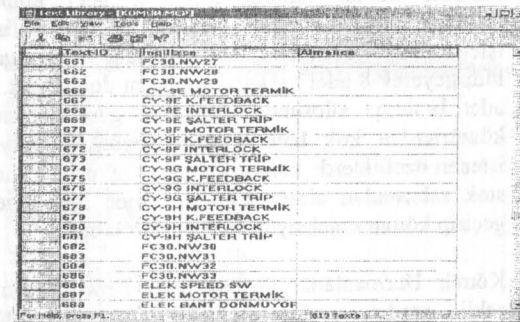 Text Library - [KOMUR.MCP]
File Edit View Tools Help
Text-ID İngilizce Almanca
661 FC30.NW27
662 FC30.NW28
663 FC30.NW29
666 CY-9E MOTOR TERMİK
667 CY-9E K.FEEDBACK
668 CY-9E INTERLOCK
669 CY-9E ŞALTER TRİP
670 CY-9F MOTOR TERMİK
671 CY-9F K.FEEDBACK
672 CY-9F INTERLOCK
673 CY-9F ŞALTER TRİP
674 CY-9G MOTOR TERMİK
675 CY-9G K.FEEDBACK
676 CY-9G INTERLOCK
677 CY-9G ŞALTER TRİP
678 CY-9H MOTOR TERMİK
679 CY-9H K.FEEDBACK
680 CY-9H INTERLOCK
681 CY-9H ŞALTER TRİP
682 FC30.NW30
683 FC30.NW31
684 FC30.NW32
685 FC30.NW33
686 ELEK SPEED SW
687 ELEK MOTOR TERMİK
688 ELEK BANT DONMUYOR
For Help, press F1. 613 Texte